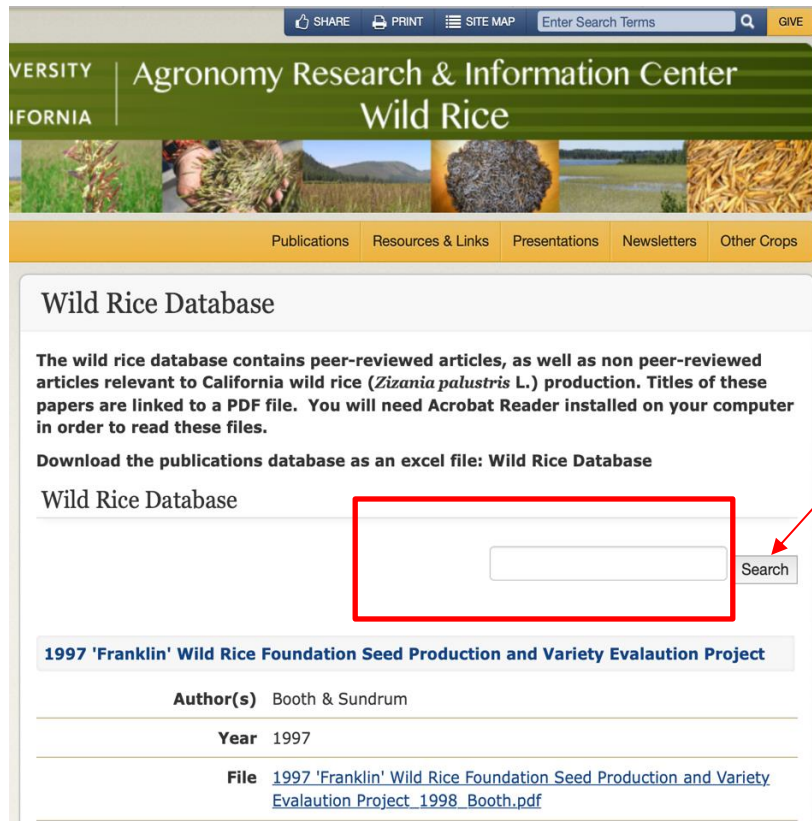 SHARE PRINT SITE MAP Enter Search Terms GIVE
VERSITY
IFORNIA
Agronomy Research & Information Center
Wild Rice
Publications Resources & Links Presentations Newsletters Other Crops
Wild Rice Database
The wild rice database contains peer-reviewed articles, as well as non peer-reviewed
articles relevant to California wild rice (Zizania palustris L.) production. Titles of these
papers are linked to a PDF file. You will need Acrobat Reader installed on your computer
in order to read these files.
Download the publications database as an excel file: Wild Rice Database
Wild Rice Database
Search
1997 'Franklin' Wild Rice Foundation Seed Production and Variety Evalaution Project
Author(s) Booth & Sundrum
Year 1997
File 1997 'Franklin' Wild Rice Foundation Seed Production and Variety
Evalaution Project_1998_Booth.pdf